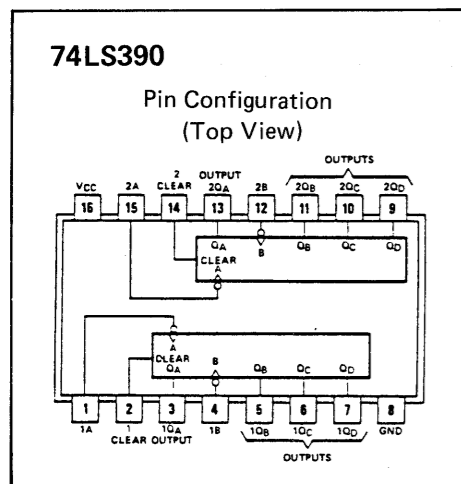 74LS390
Pin Configuration
(Top View)
OUTPUTS
2 OUTPUT
VCC 2A CLEAR 2QA 2B 2QB 2QC 2QD
16 15 14 13 12 11 10 9
QA B QB QC QD
CLEAR
A
A
CLEAR
QA B QB QC QD
1 2 3 4 5 6 7 8
1A 1 1QA 1B 1QB 1QC 1QD GND
CLEAR OUTPUT
OUTPUTS